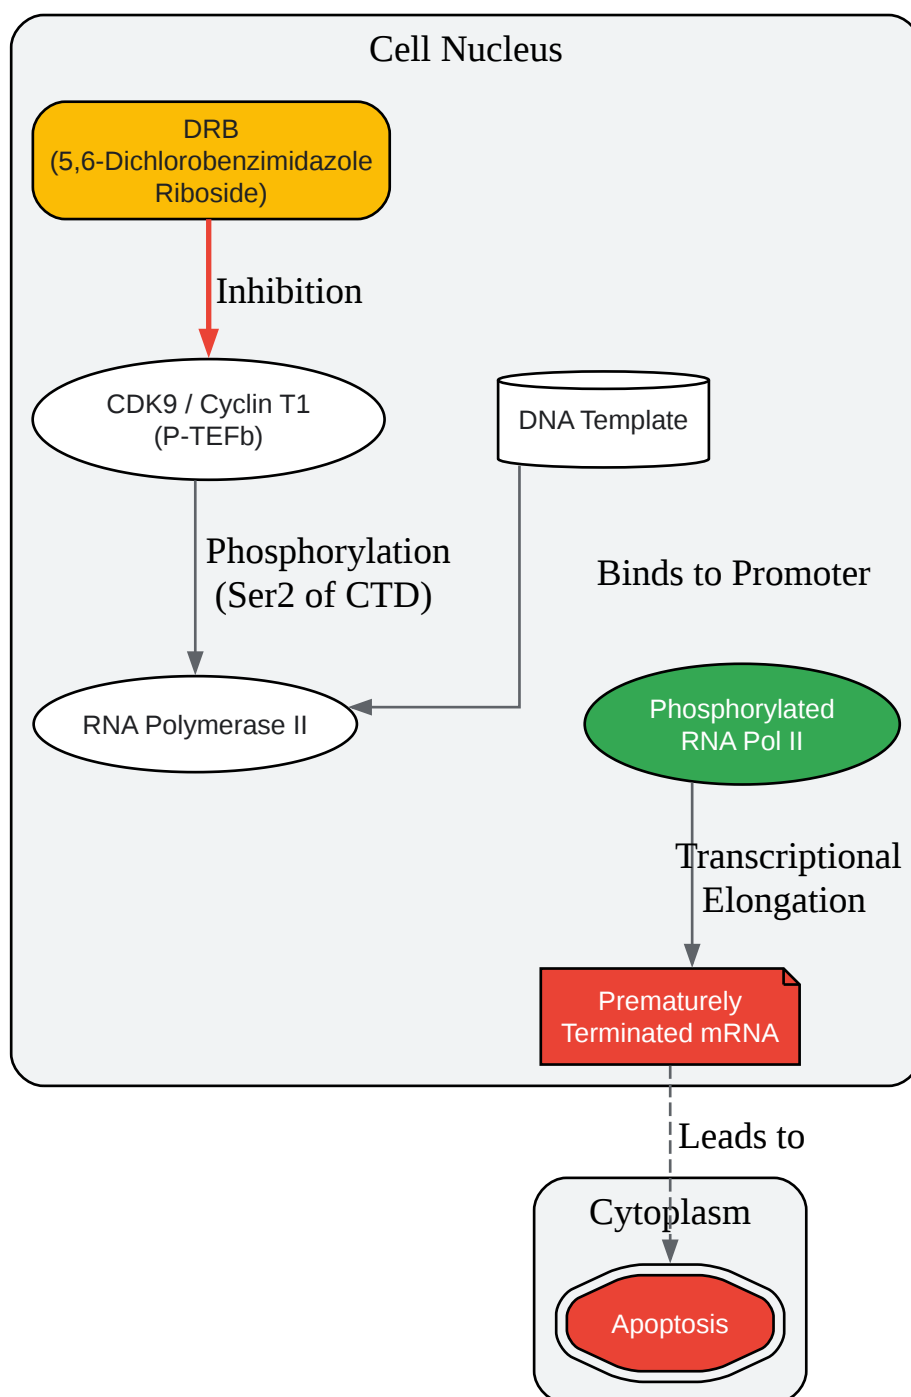 Cell Nucleus
DRB
(5,6-Dichlorobenzimidazole
Riboside)
Inhibition
CDK9 / Cyclin T1
(P-TEFb)
DNA Template
Phosphorylation
(Ser2 of CTD)
Binds to Promoter
RNA Polymerase II
Phosphorylated
RNA Pol II
Transcriptional
Elongation
Prematurely
Terminated mRNA
Leads to
Cytoplasm
Apoptosis